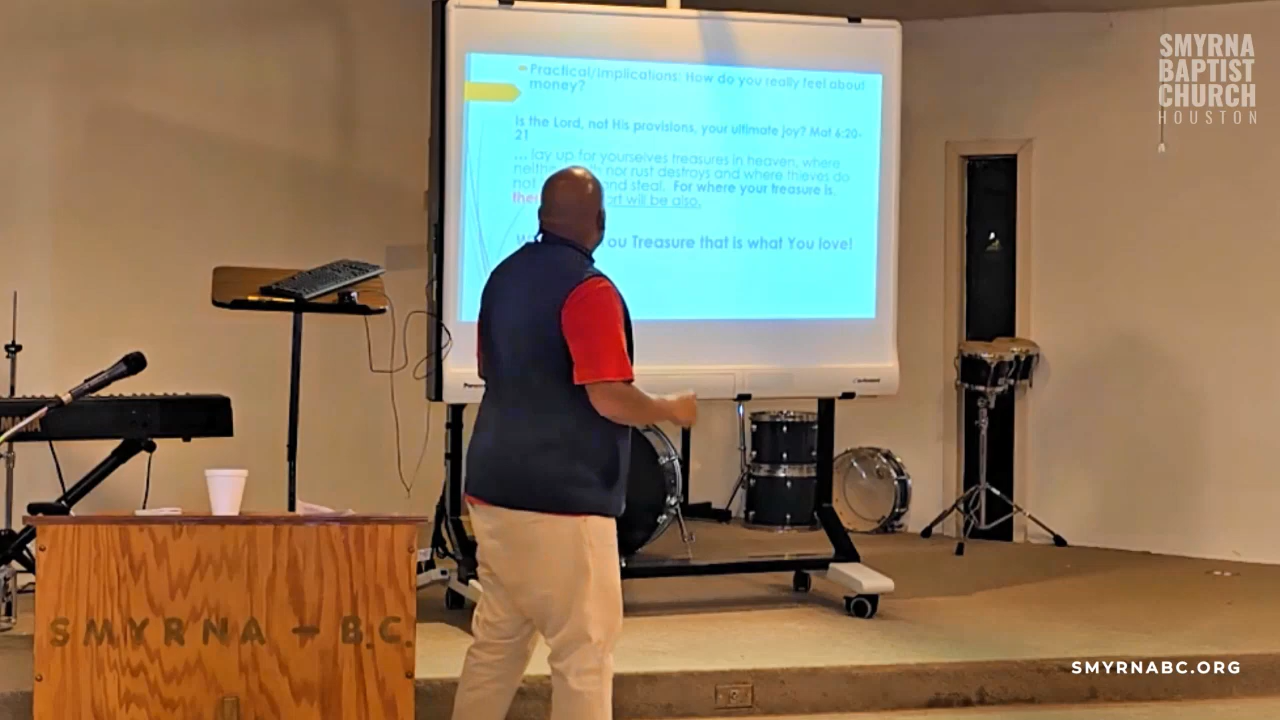 SMYRNA
BAPTIST
CHURCH
HOUSTON
Practical/Implications: How do you really feel about
money?
Is the Lord, not His provisions, your ultimate joy? Mat 6:20-
21
... lay up for yourselves treasures in heaven, where
nor rust destroys and where thieves do
not and steal. For where your treasure is,
will be also.
ou Treasure that is what You love!
SMYRNA - B.C.
SMYRNABC.ORG